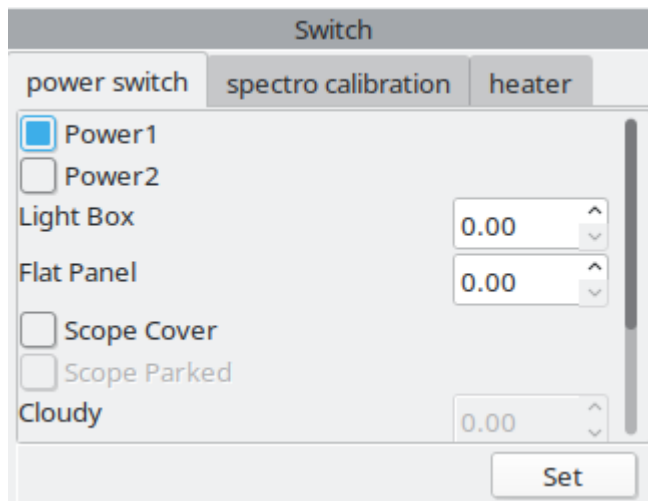 Switch
power switch spectro calibration heater
Power1
Power2
Light Box 0.00
Flat Panel 0.00
Scope Cover
Scope Parked
Cloudy 0.00
Set